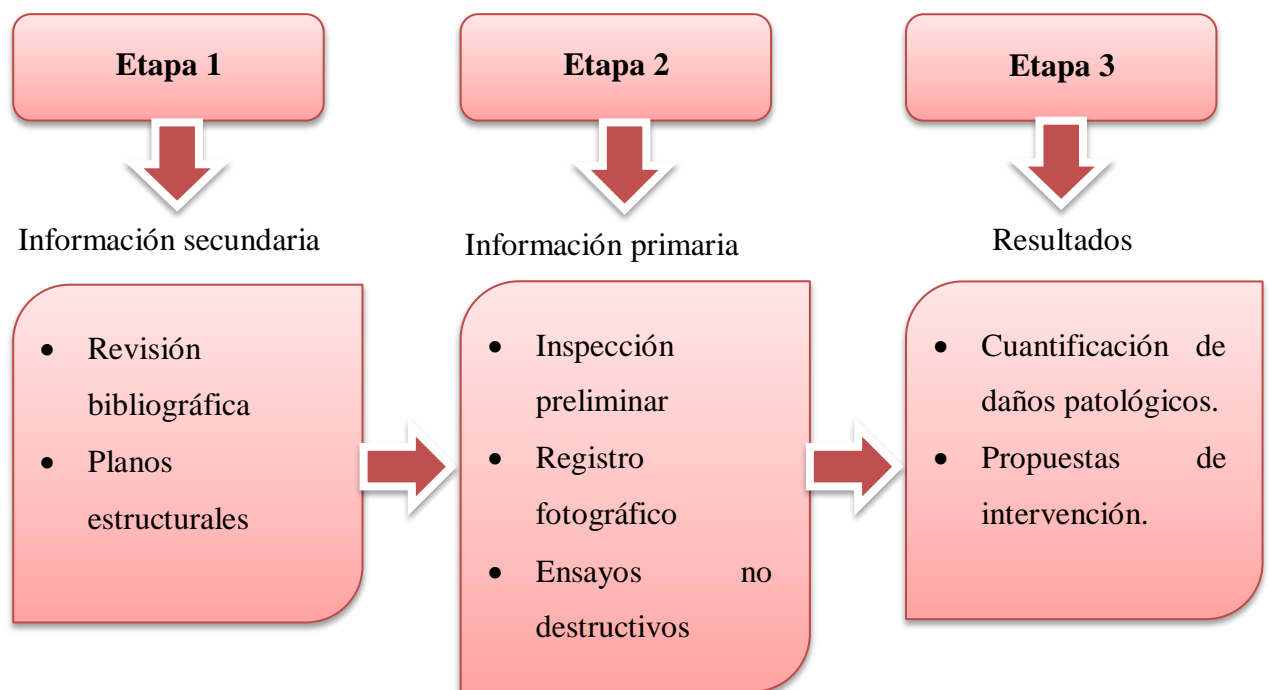 Etapa 1
Información secundaria
• Revisión
bibliográfica
• Planos
estructurales
Etapa 2
Información primaria
• Inspección
preliminar
• Registro
fotográfico
• Ensayos no
destructivos
Etapa 3
Resultados
• Cuantificación de
daños patológicos.
• Propuestas de
intervención.